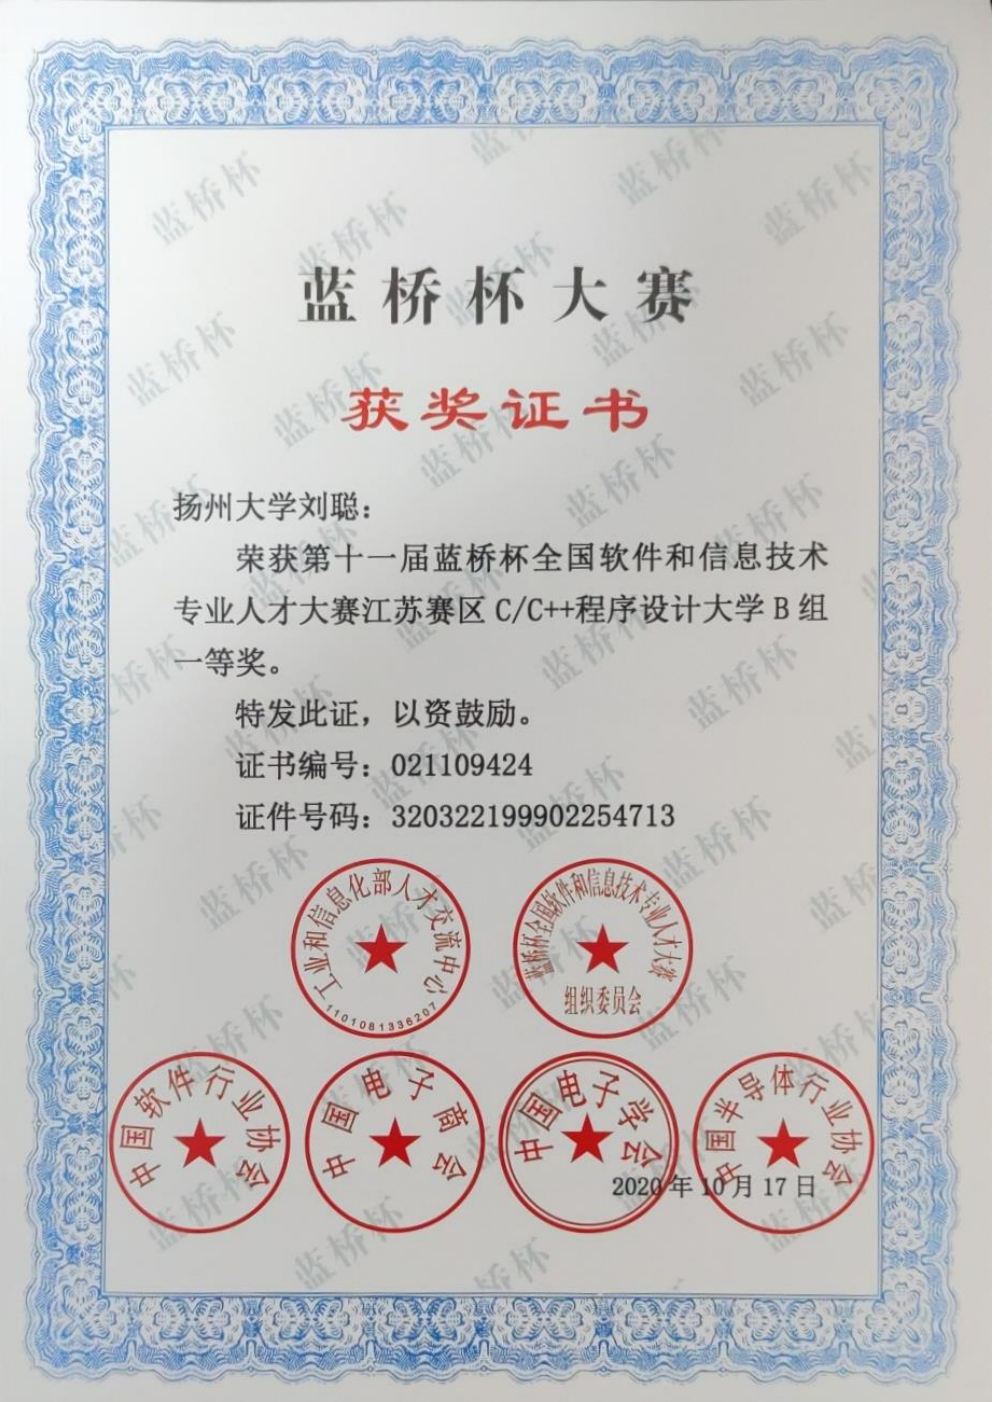 蓝桥杯大赛
获奖证书
扬州大学刘聪：
荣获第十一届蓝桥杯全国软件和信息技术
专业人才大赛江苏赛区 C/C++程序设计大学 B 组
一等奖。
特发此证，以资鼓励。
证书编号：021109424
证件号码：320322199902254713
工业和信息化部人才交流中心
1101081336207
蓝桥杯全国软件和信息技术专业人才大赛
组织委员会
中国软件行业协会
中国电子商会
中国电子学会
中国半导体行业协会
2020 年 10 月 17 日
蓝桥杯